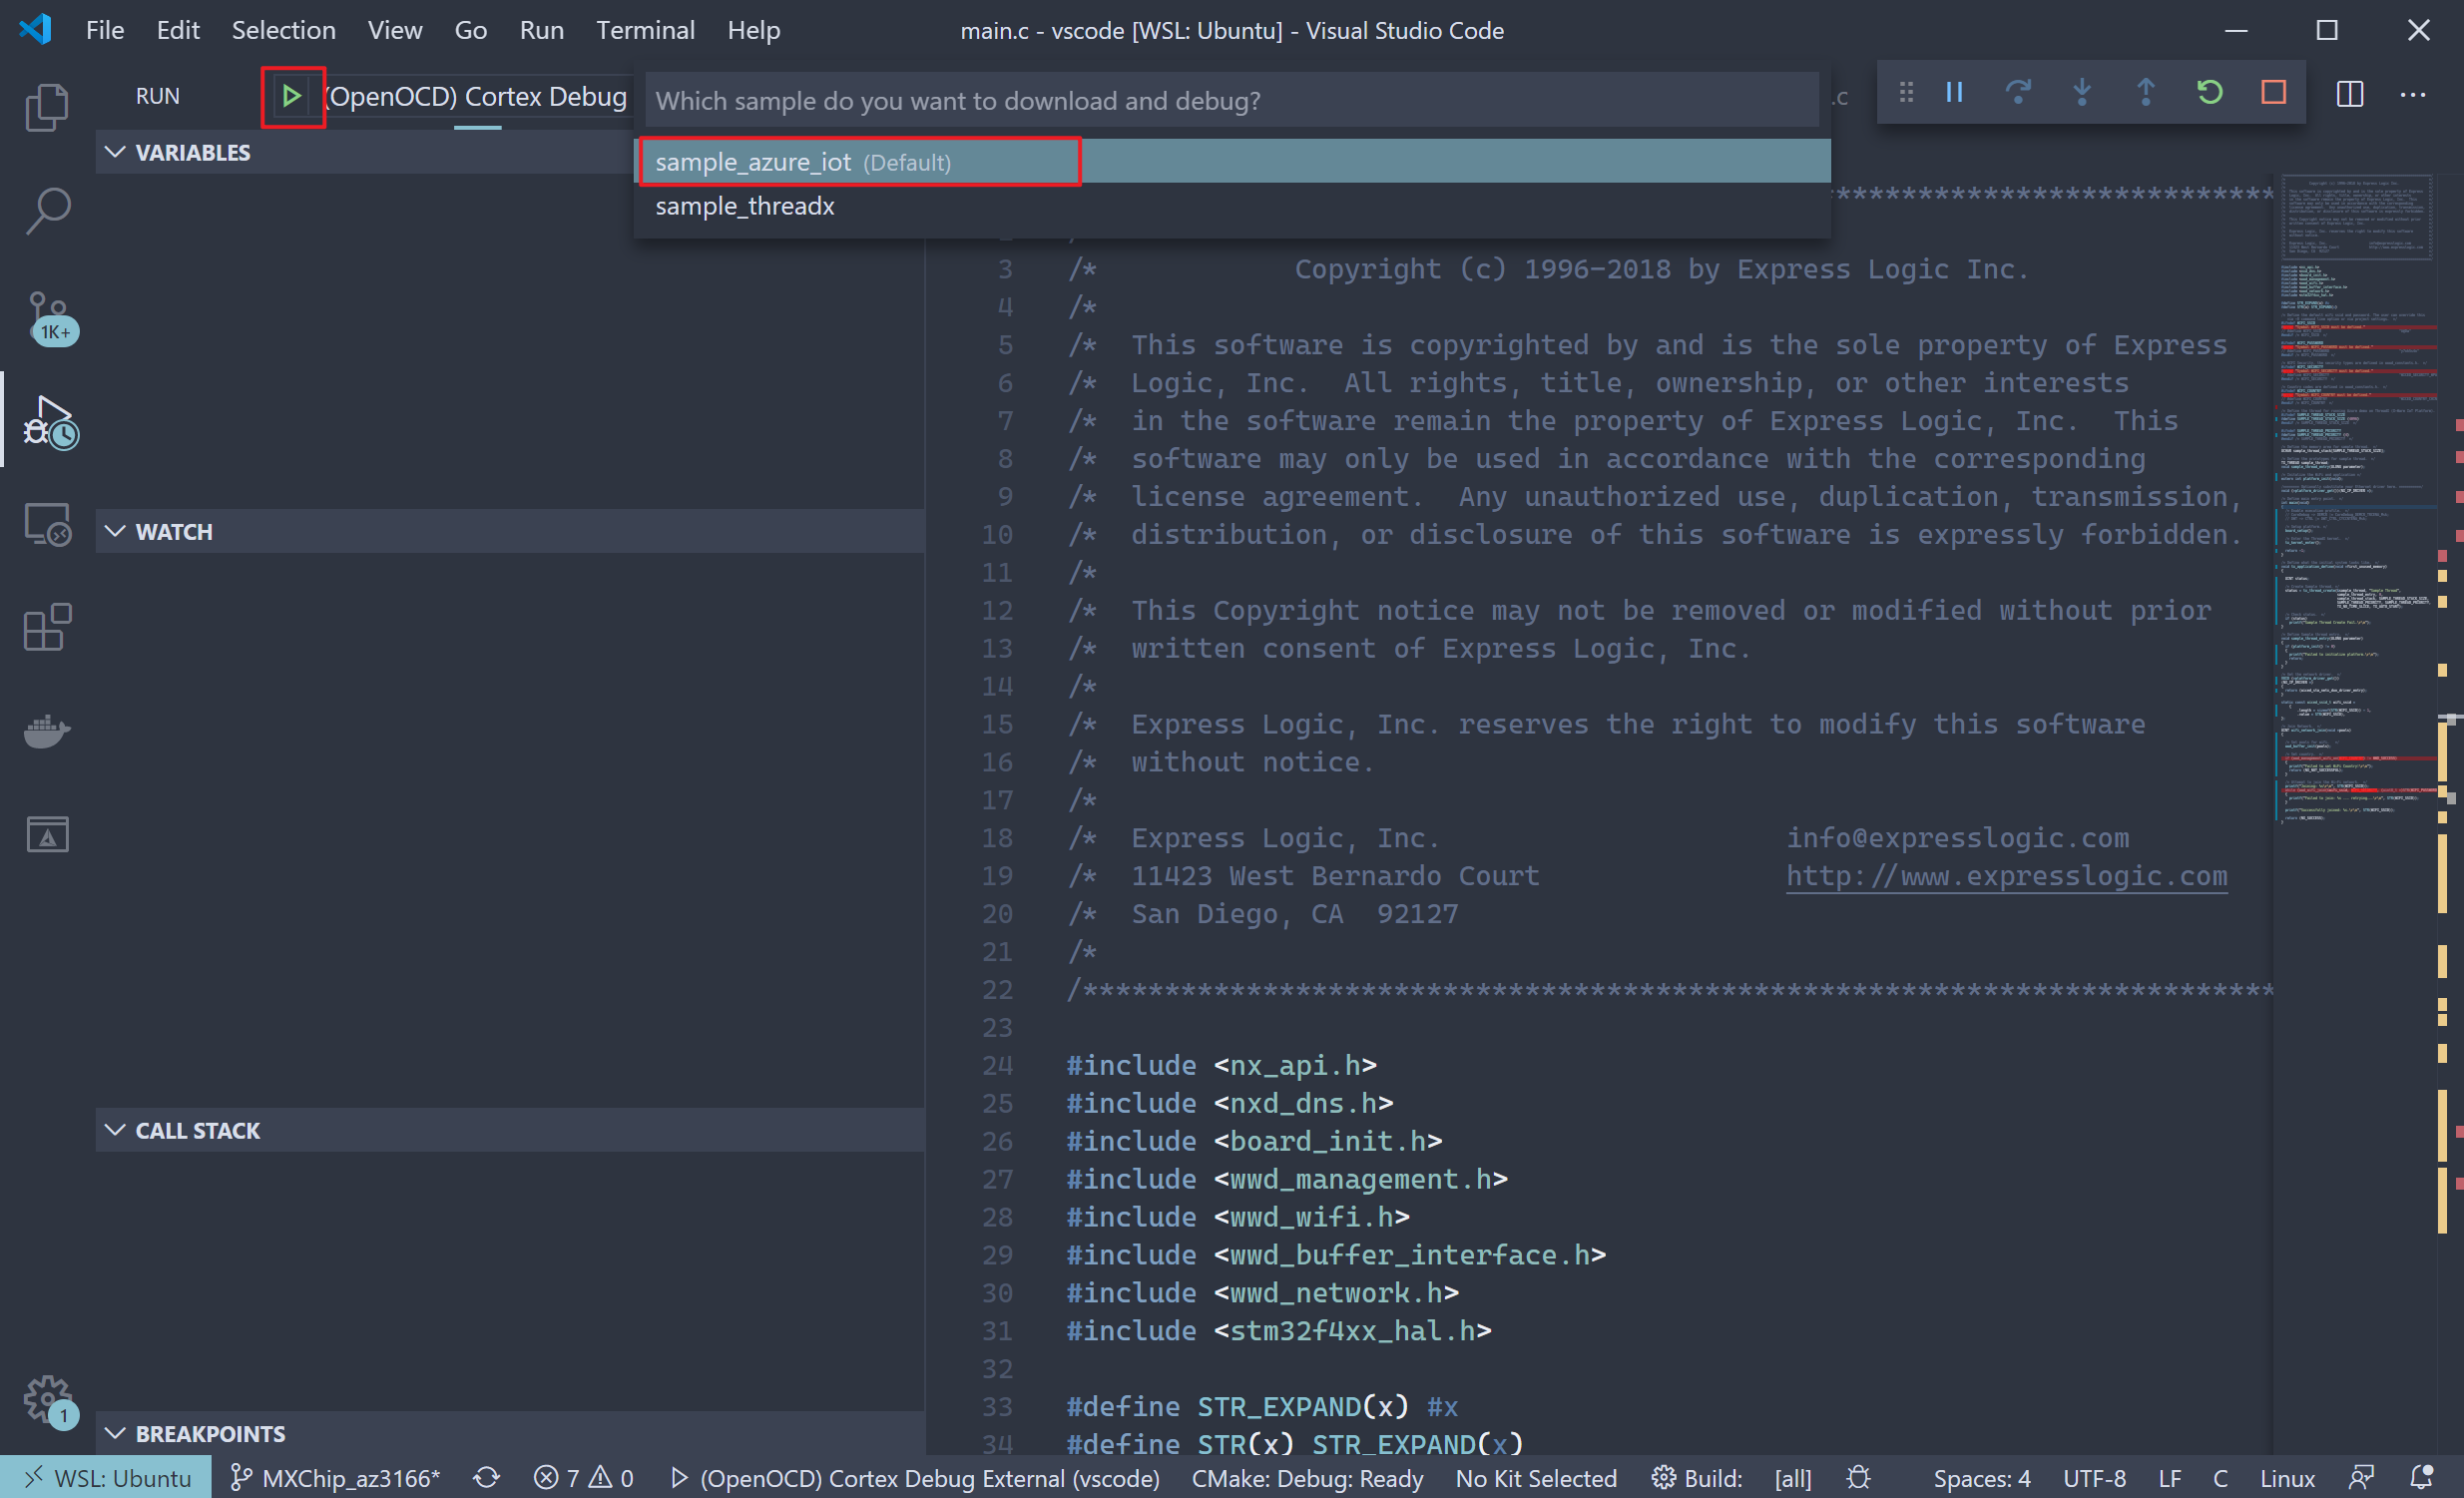 File Edit Selection View Go Run Terminal Help
main.c - vscode [WSL: Ubuntu] - Visual Studio Code
RUN
(OpenOCD) Cortex Debug
Which sample do you want to download and debug?
.c
sample_azure_iot (Default)
sample_threadx
VARIABLES
WATCH
CALL STACK
BREAKPOINTS
1K+
1
3 /* Copyright (c) 1996-2018 by Express Logic Inc.
4 /*
5 /* This software is copyrighted by and is the sole property of Express
6 /* Logic, Inc. All rights, title, ownership, or other interests
7 /* in the software remain the property of Express Logic, Inc. This
8 /* software may only be used in accordance with the corresponding
9 /* license agreement. Any unauthorized use, duplication, transmission,
10 /* distribution, or disclosure of this software is expressly forbidden.
11 /*
12 /* This Copyright notice may not be removed or modified without prior
13 /* written consent of Express Logic, Inc.
14 /*
15 /* Express Logic, Inc. reserves the right to modify this software
16 /* without notice.
17 /*
18 /* Express Logic, Inc. info@expresslogic.com
19 /* 11423 West Bernardo Court http://www.expresslogic.com
20 /* San Diego, CA 92127
21 /*
22 /*************************************************************************
23
24 #include <nx_api.h>
25 #include <nxd_dns.h>
26 #include <board_init.h>
27 #include <wwd_management.h>
28 #include <wwd_wifi.h>
29 #include <wwd_buffer_interface.h>
30 #include <wwd_network.h>
31 #include <stm32f4xx_hal.h>
32
33 #define STR_EXPAND(x) #x
34 #define STR(x) STR_EXPAND(x)
WSL: Ubuntu MXChip_az3166* 7 0 (OpenOCD) Cortex Debug External (vscode) CMake: Debug: Ready No Kit Selected Build: [all] Spaces: 4 UTF-8 LF C Linux